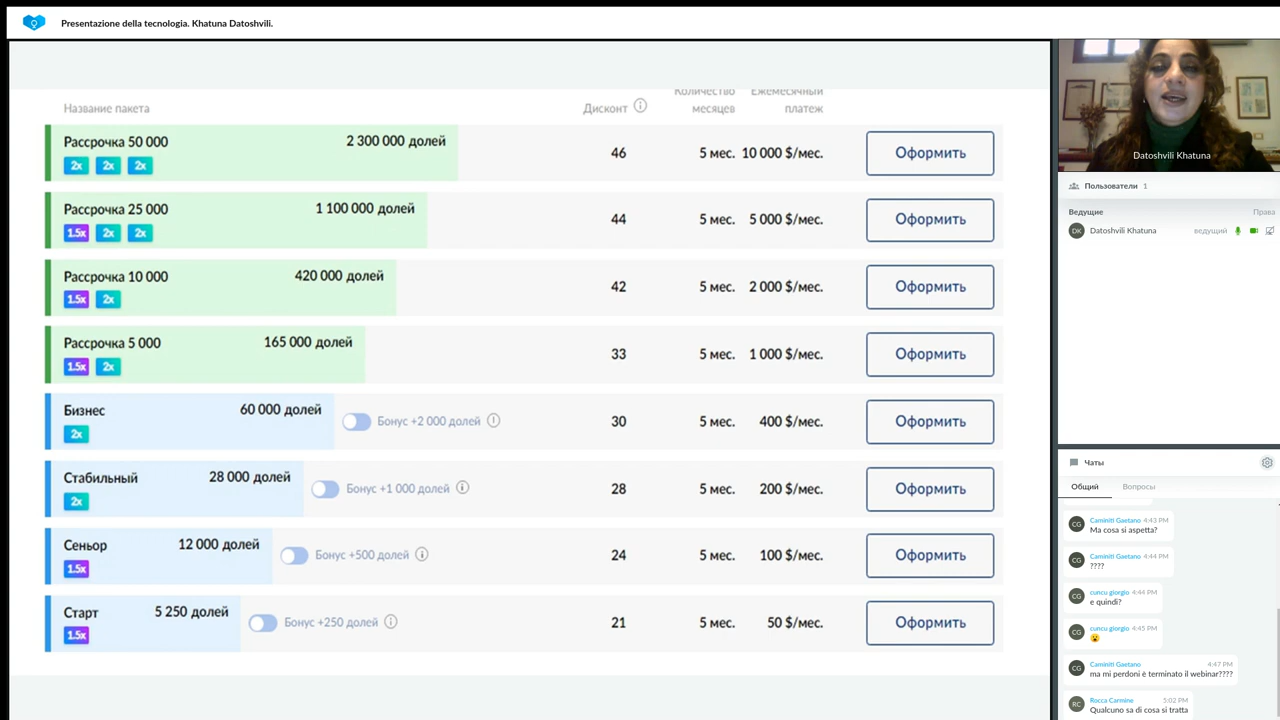 Presentazione della tecnologia. Khatuna Datoshvili.
Название пакета
Дисконт
Количество месяцев
Ежемесячный платеж
Рассрочка 50 000
2 300 000 долей
2x 2x 2x
46
5 мес.
10 000 $/мес.
Оформить
Рассрочка 25 000
1 100 000 долей
1.5x 2x 2x
44
5 мес.
5 000 $/мес.
Оформить
Рассрочка 10 000
420 000 долей
1.5x 2x
42
5 мес.
2 000 $/мес.
Оформить
Рассрочка 5 000
165 000 долей
1.5x 2x
33
5 мес.
1 000 $/мес.
Оформить
Бизнес
60 000 долей
2x
Бонус +2 000 долей
30
5 мес.
400 $/мес.
Оформить
Стабильный
28 000 долей
2x
Бонус +1 000 долей
28
5 мес.
200 $/мес.
Оформить
Сеньор
12 000 долей
1.5x
Бонус +500 долей
24
5 мес.
100 $/мес.
Оформить
Старт
5 250 долей
1.5x
Бонус +250 долей
21
5 мес.
50 $/мес.
Оформить
Datoshvili Khatuna
Пользователи 1
Ведущие
Права
DK
Datoshvili Khatuna
ведущий
Чаты
Общий
Вопросы
CG
Caminiti Gaetano 4:43 PM
Ma cosa si aspetta?
CG
Caminiti Gaetano 4:44 PM
????
CG
cuncu giorgio 4:44 PM
e quindi?
CG
cuncu giorgio 4:45 PM
😮
CG
Caminiti Gaetano 4:47 PM
ma mi perdoni è terminato il webinar????
RC
Rocca Carmine 5:02 PM
Qualcuno sa di cosa si tratta